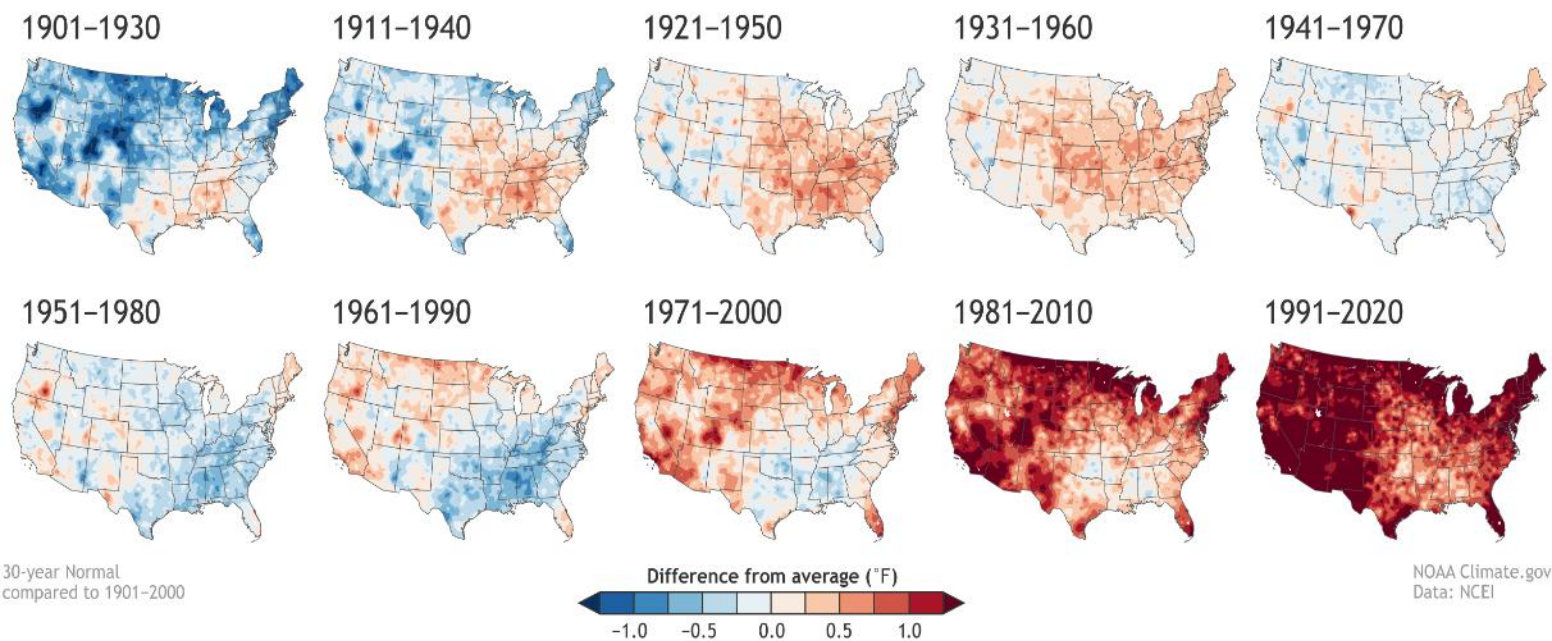 1901–1930
1911–1940
1921–1950
1931–1960
1941–1970
1951–1980
1961–1990
1971–2000
1981–2010
1991–2020
30-year Normal
compared to 1901–2000
Difference from average (°F)
-1.0 -0.5 0.0 0.5 1.0
NOAA Climate.gov
Data: NCEI